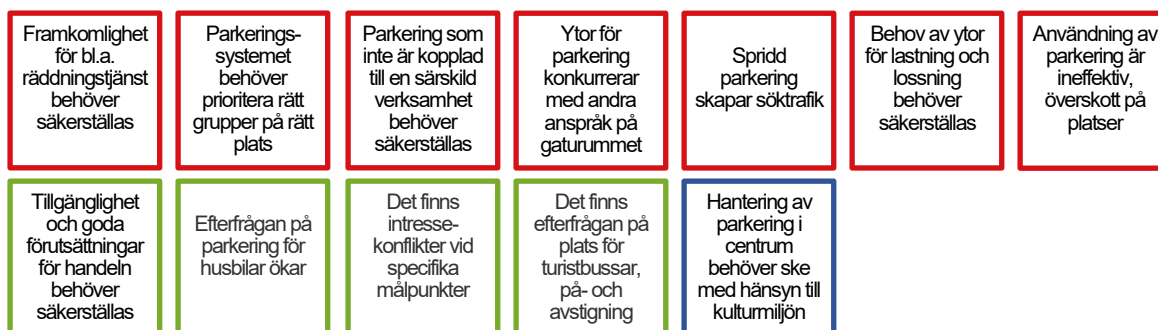 Framkomlighet
för bl.a.
räddningstjänst
behöver
säkerställas
Parkerings-
systemet
behöver
prioritera rätt
grupper på rätt
plats
Parkering som
inte är kopplad
till en särskild
verksamhet
behöver
säkerställas
Ytor för
parkering
konkurrerar
med andra
anspråk på
gaturummet
Spridd
parkering
skapar söktrafik
Behov av ytor
för lastning och
lossning
behöver
säkerställas
Användning av
parkering är
ineffektiv,
överskott på
platser
Tillgänglighet
och goda
förutsättningar
för handeln
behöver
säkerställas
Efterfrågan på
parkering för
husbilar ökar
Det finns
intresse-
konflikter vid
specifika
målpunkter
Det finns
efterfrågan på
plats för
turistbussar,
på- och
avstigning
Hantering av
parkering i
centrum
behöver ske
med hänsyn till
kulturmiljön